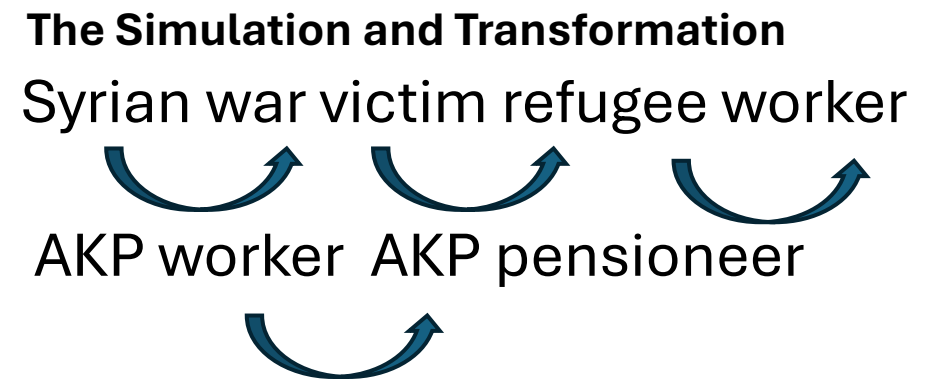 The Simulation and Transformation
Syrian war victim refugee worker
AKP worker AKP pensioneer